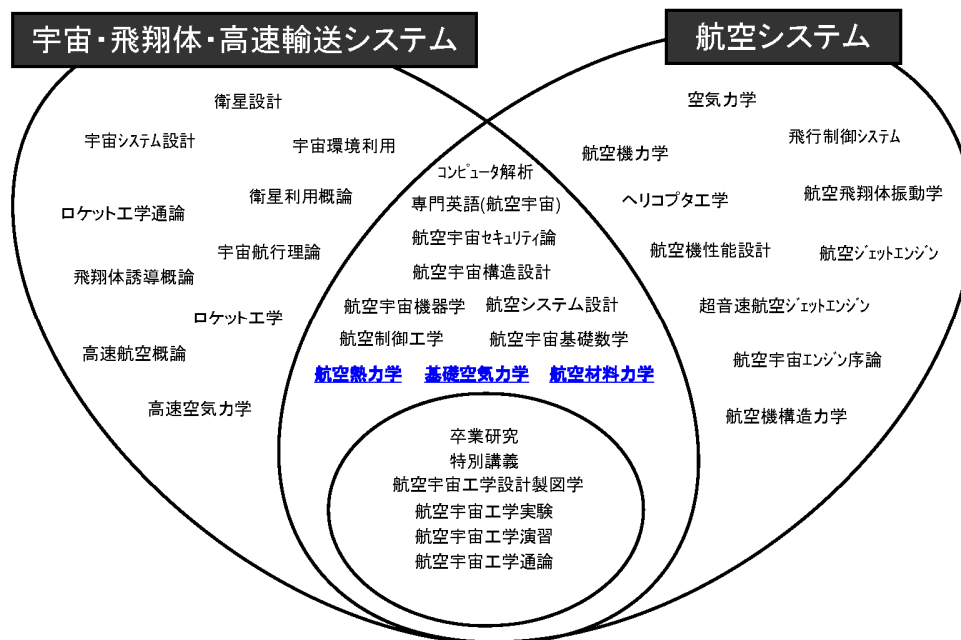 宇宙・飛翔体・高速輸送システム
航空システム
衛星設計
宇宙システム設計
宇宙環境利用
衛星利用概論
ロケット工学通論
宇宙航行理論
飛翔体誘導概論
ロケット工学
高速航空概論
高速空気力学
コンピュータ解析
専門英語(航空宇宙)
航空宇宙セキュリティ論
航空宇宙構造設計
航空宇宙機器学 航空システム設計
航空制御工学 航空宇宙基礎数学
航空熱力学 基礎空気力学 航空材料力学
卒業研究
特別講義
航空宇宙工学設計製図学
航空宇宙工学実験
航空宇宙工学演習
航空宇宙工学通論
空気力学
飛行制御システム
航空機力学
航空飛翔体振動学
ヘリコプタ工学
航空機性能設計
航空ジェットエンジン
超音速航空ジェットエンジン
航空宇宙エンジン序論
航空機構造力学